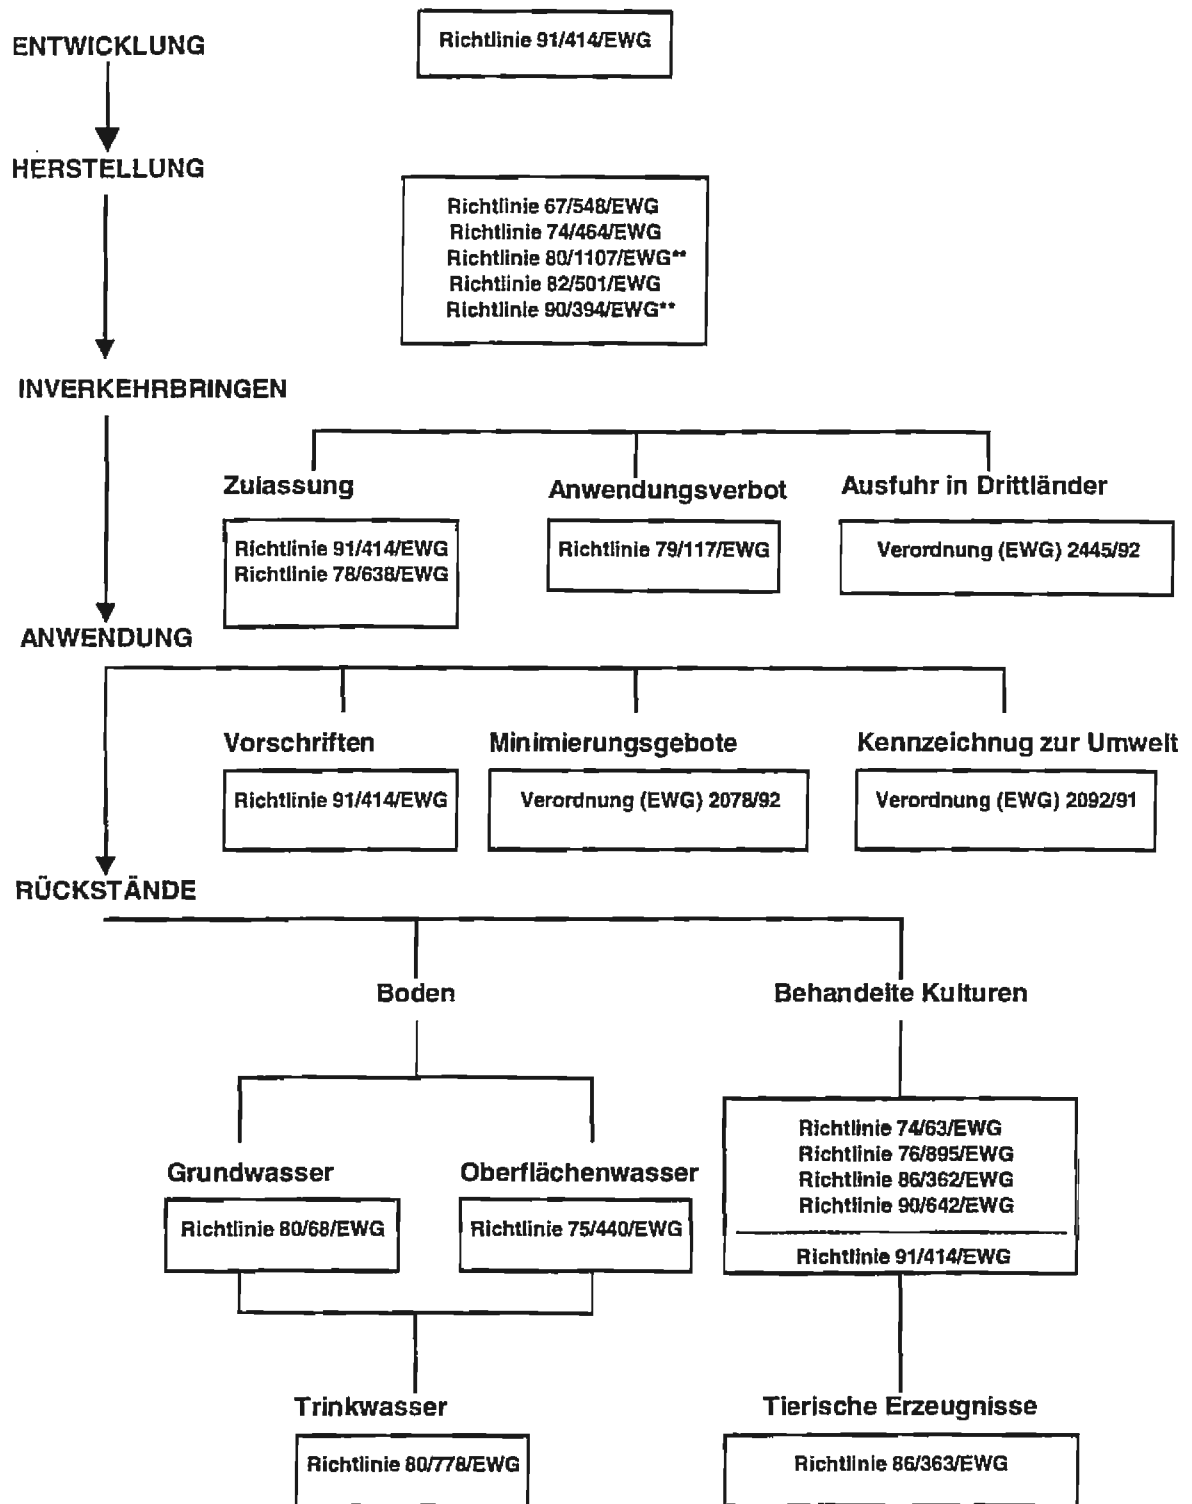 ENTWICKLUNG
Richtlinie 91/414/EWG
HERSTELLUNG
Richtlinie 67/548/EWG
Richtlinie 74/464/EWG
Richtlinie 80/1107/EWG**
Richtlinie 82/501/EWG
Richtlinie 90/394/EWG**
INVERKEHRBRINGEN
Zulassung
Anwendungsverbot
Ausfuhr in Drittländer
Richtlinie 91/414/EWG
Richtlinie 78/638/EWG
Richtlinie 79/117/EWG
Verordnung (EWG) 2445/92
ANWENDUNG
Vorschriften
Minimierungsgebote
Kennzeichnug zur Umwelt
Richtlinie 91/414/EWG
Verordnung (EWG) 2078/92
Verordnung (EWG) 2092/91
RÜCKSTÄNDE
Boden
Behandelte Kulturen
Richtlinie 74/63/EWG
Richtlinie 76/895/EWG
Richtlinie 86/362/EWG
Richtlinie 90/642/EWG
Richtlinie 91/414/EWG
Grundwasser
Oberflächenwasser
Richtlinie 80/68/EWG
Richtlinie 75/440/EWG
Trinkwasser
Tierische Erzeugnisse
Richtlinie 80/778/EWG
Richtlinie 86/363/EWG